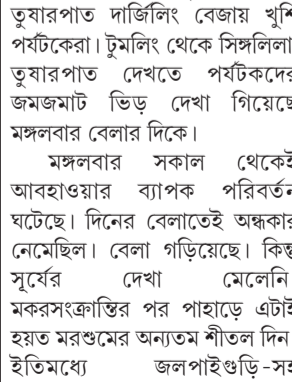 তুষারপাত দার্জিলিং বেজায় খুশি
পর্যটকেরা। টুমলিং থেকে সিঙ্গলিলা
তুষারপাত দেখতে পর্যটকদের
জমজমাট ভিড় দেখা গিয়েছে
মঙ্গলবার বেলার দিকে।
মঙ্গলবার সকাল থেকেই
আবহাওয়ার ব্যাপক পরিবর্তন
ঘটেছে। দিনের বেলাতেই অন্ধকার
নেমেছিল। বেলা গড়িয়েছে। কিন্তু
সূর্যের দেখা মেলেনি
মকরসংক্রান্তির পর পাহাড়ে এটাই
হয়ত মরশুমের অন্যতম শীতল দিন
ইতিমধ্যে জলপাইগুড়ি-সহ